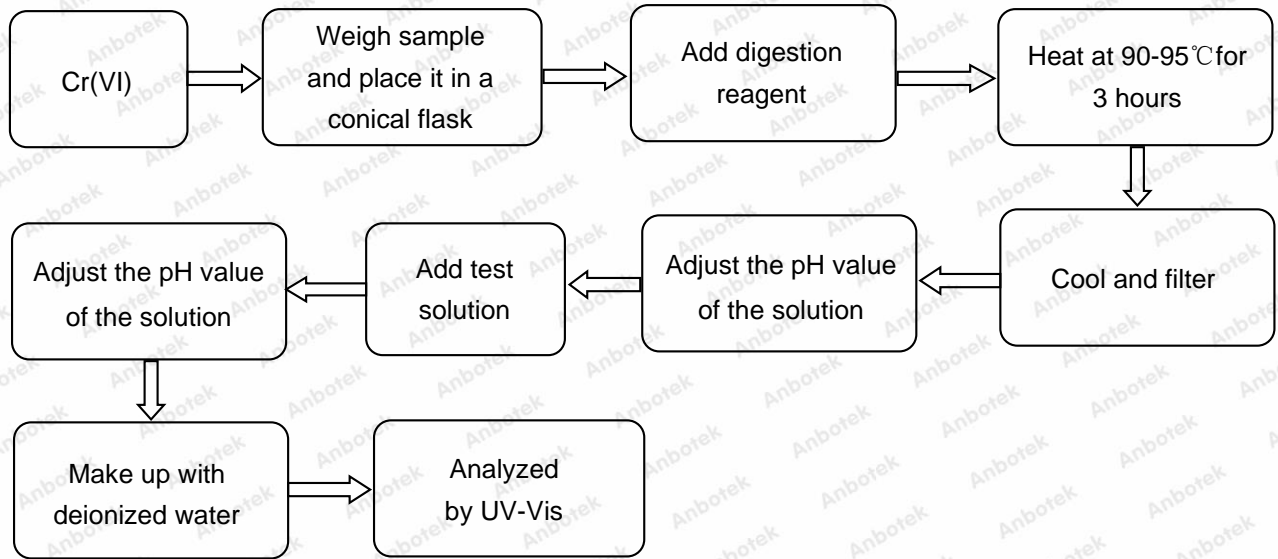 Cr(VI)
Weigh sample
and place it in a
conical flask
Add digestion
reagent
Heat at 90-95℃for
3 hours
Cool and filter
Adjust the pH value
of the solution
Add test
solution
Adjust the pH value
of the solution
Make up with
deionized water
Analyzed
by UV-Vis
Anbotek